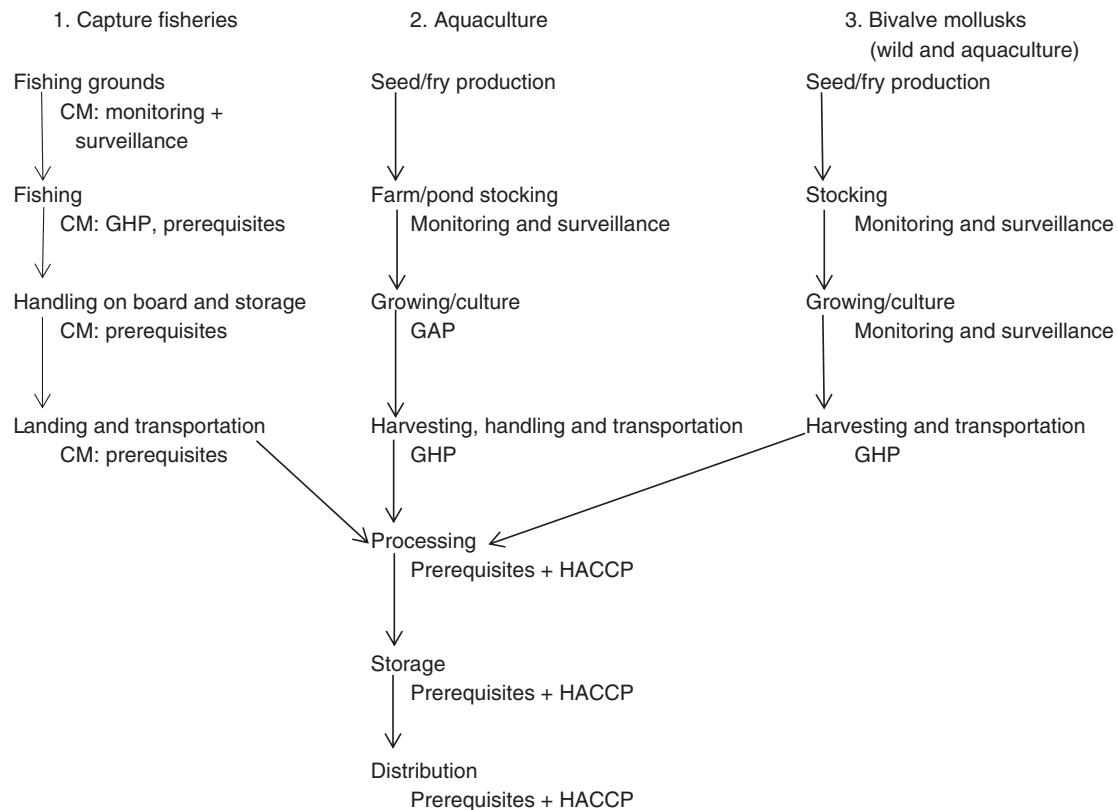 1. Capture fisheries
Fishing grounds
CM: monitoring +
surveillance
Fishing
CM: GHP, prerequisites
Handling on board and storage
CM: prerequisites
Landing and transportation
CM: prerequisites
2. Aquaculture
Seed/fry production
Farm/pond stocking
Monitoring and surveillance
Growing/culture
GAP
Harvesting, handling and transportation
GHP
3. Bivalve mollusks
(wild and aquaculture)
Seed/fry production
Stocking
Monitoring and surveillance
Growing/culture
Monitoring and surveillance
Harvesting and transportation
GHP
Processing
Prerequisites + HACCP
Storage
Prerequisites + HACCP
Distribution
Prerequisites + HACCP